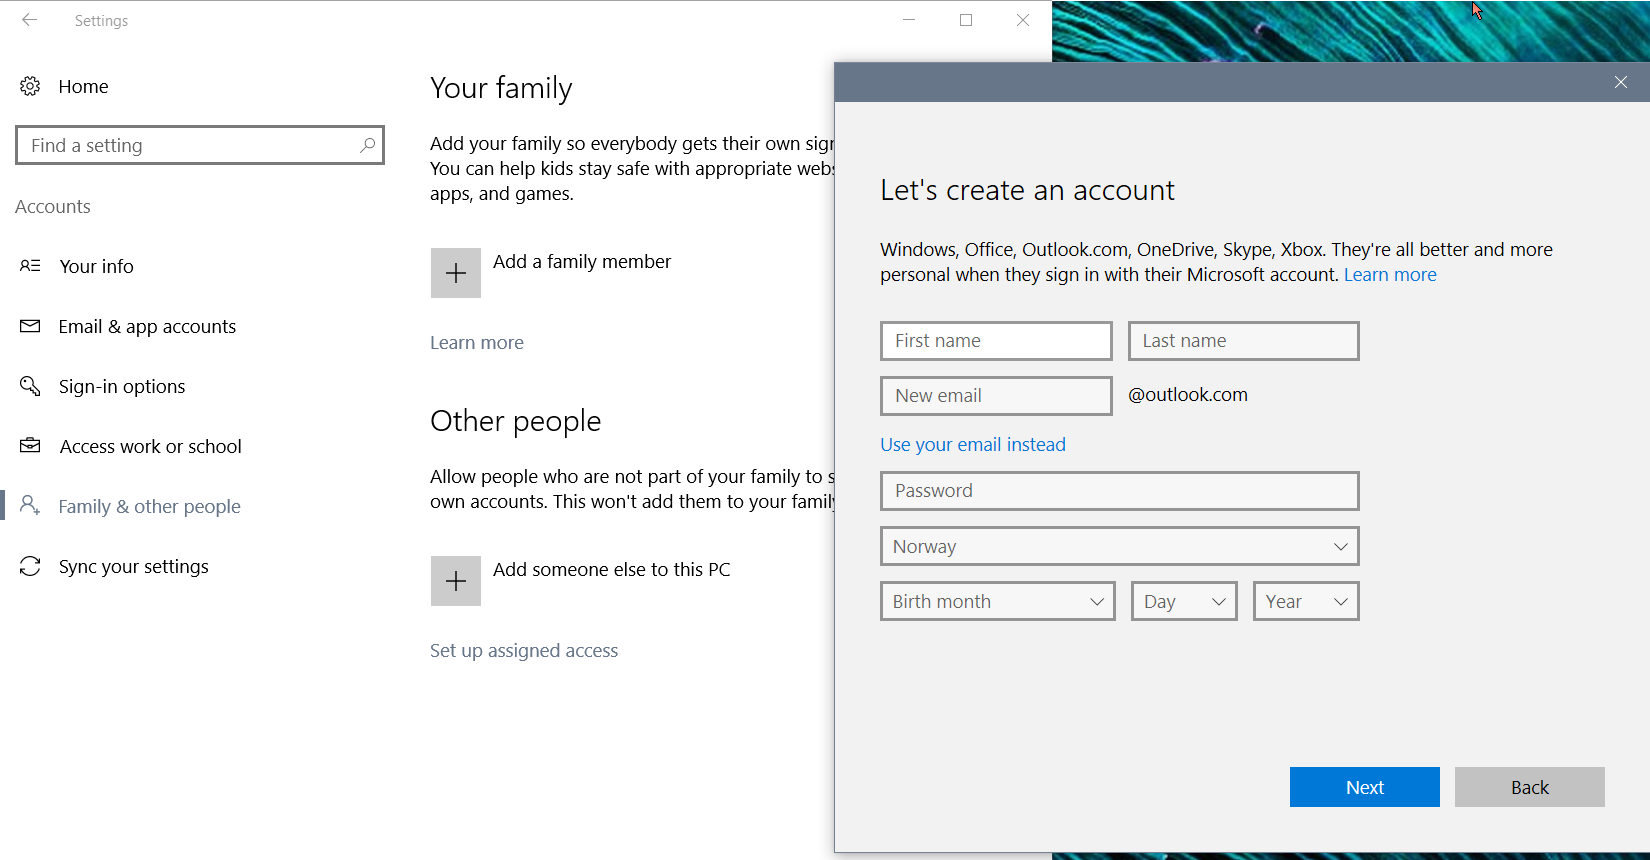 Settings
Home
Find a setting
Accounts
Your info
Email & app accounts
Sign-in options
Access work or school
Family & other people
Sync your settings
Your family
Add your family so everybody gets their own
You can help kids stay safe with appropriate
apps, and games.
Add a family member
Learn more
Other people
Allow people who are not part of your family to
own accounts. This won't add them to your
Add someone else to this PC
Set up assigned access
Let's create an account
Windows, Office, Outlook.com, OneDrive, Skype, Xbox. They're all better and more
personal when they sign in with their Microsoft account. Learn more
First name
Last name
New email
@outlook.com
Use your email instead
Password
Norway
Birth month
Day
Year
Next
Back